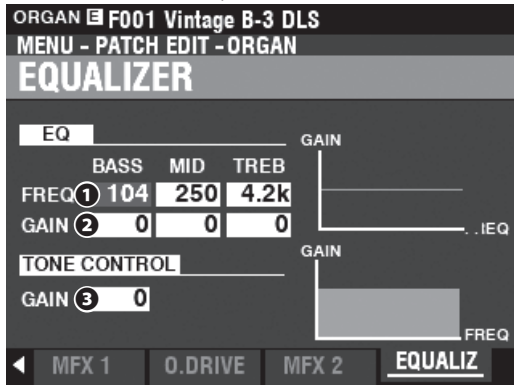 ORGAN E F001 Vintage B-3 DLS
MENU - PATCH EDIT - ORGAN
EQUALIZER
EQ
BASS MID TREB
FREQ 1 104 250 4.2k
GAIN 2 0 0 0
GAIN
. . IEQ
TONE CONTROL
GAIN 3 0
GAIN
FREQ
MFX 1 O.DRIVE MFX 2 EQUALIZ